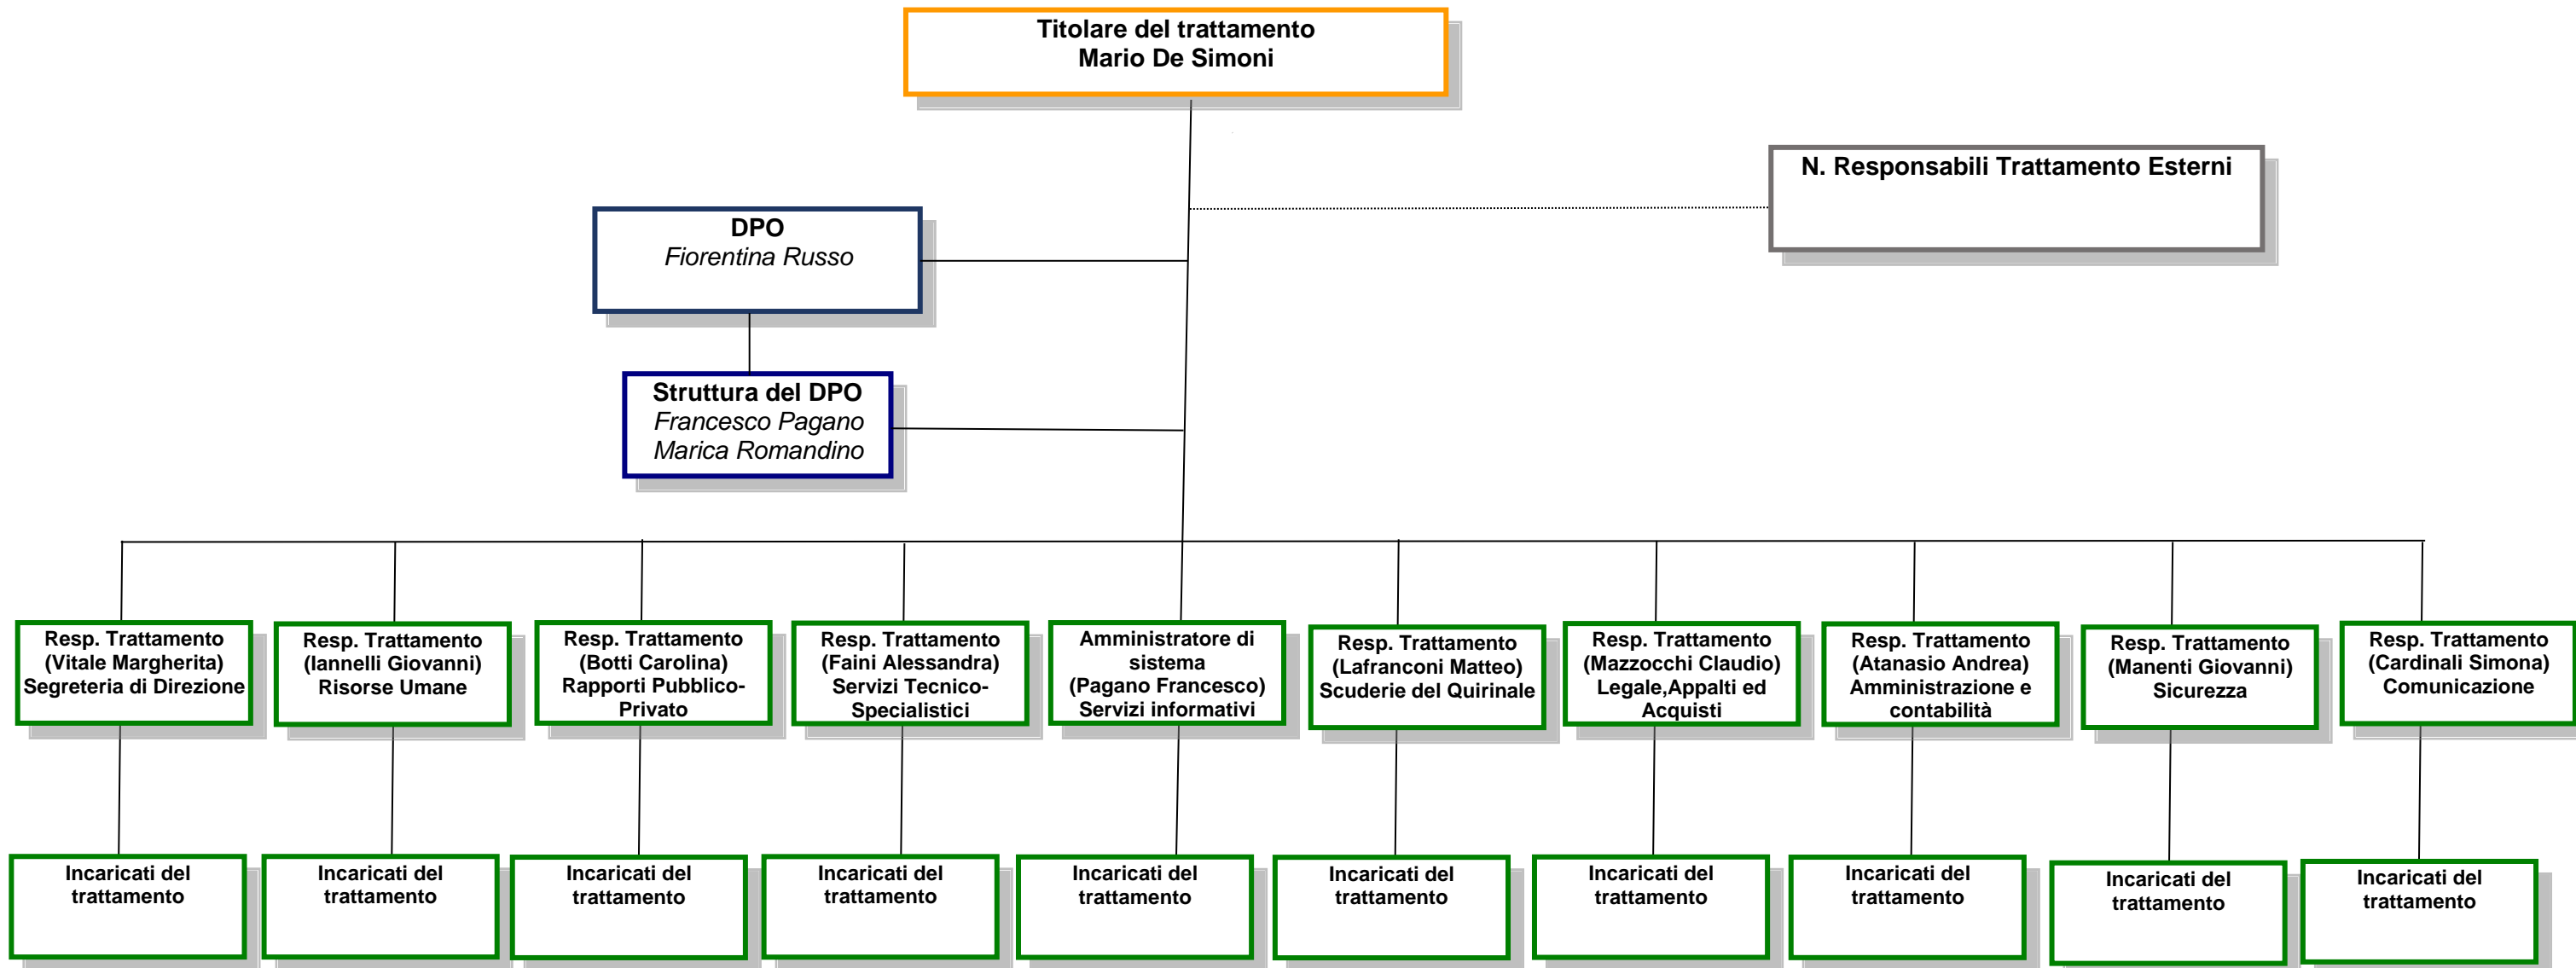 Titolare del trattamento
Mario De Simoni
N. Responsabili Trattamento Esterni
DPO
Fiorentina Russo
Struttura del DPO
Francesco Pagano
Marica Romandino
Resp. Trattamento
(Vitale Margherita)
Segreteria di Direzione
Resp. Trattamento
(Iannelli Giovanni)
Risorse Umane
Resp. Trattamento
(Botti Carolina)
Rapporti Pubblico-
Privato
Resp. Trattamento
(Faini Alessandra)
Servizi Tecnico-
Specialistici
Amministratore di
sistema
(Pagano Francesco)
Servizi informativi
Resp. Trattamento
(Lafranconi Matteo)
Scuderie del Quirinale
Resp. Trattamento
(Mazzocchi Claudio)
Legale,Appalti ed
Acquisti
Resp. Trattamento
(Atanasio Andrea)
Amministrazione e
contabilità
Resp. Trattamento
(Manenti Giovanni)
Sicurezza
Resp. Trattamento
(Cardinali Simona)
Comunicazione
Incaricati del
trattamento
Incaricati del
trattamento
Incaricati del
trattamento
Incaricati del
trattamento
Incaricati del
trattamento
Incaricati del
trattamento
Incaricati del
trattamento
Incaricati del
trattamento
Incaricati del
trattamento
Incaricati del
trattamento